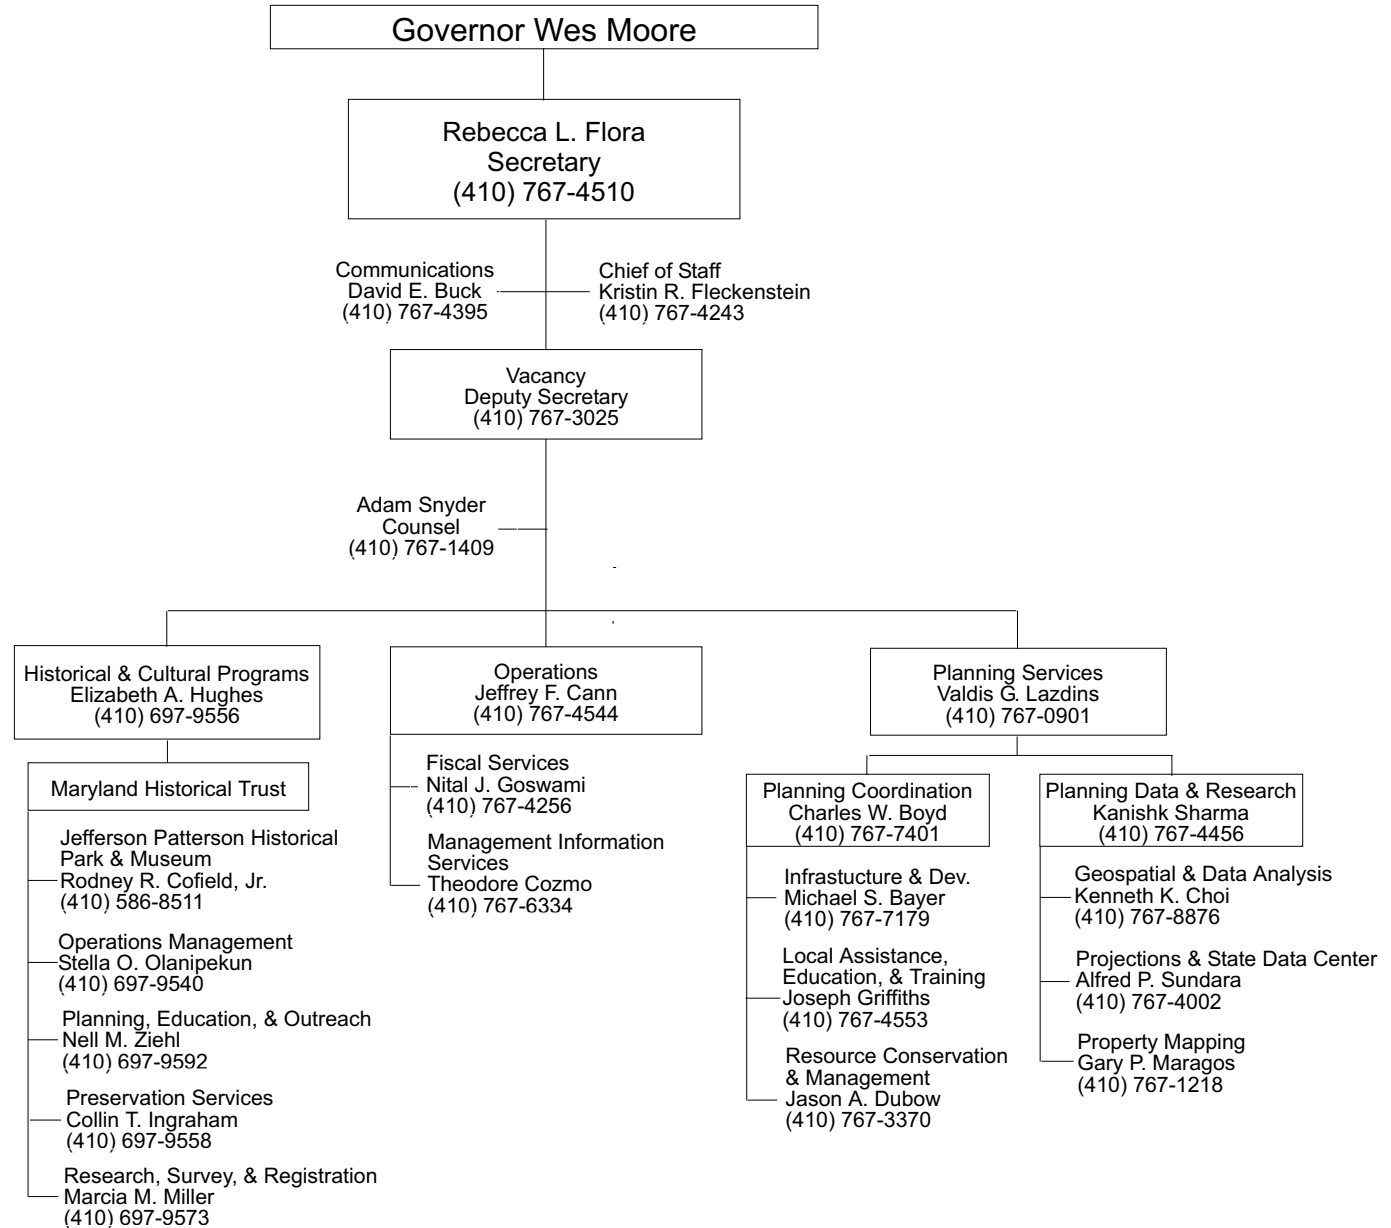 Governor Wes Moore
Rebecca L. Flora
Secretary
(410) 767-4510
Communications
David E. Buck
(410) 767-4395
Chief of Staff
Kristin R. Fleckenstein
(410) 767-4243
Vacancy
Deputy Secretary
(410) 767-3025
Adam Snyder
Counsel
(410) 767-1409
Historical & Cultural Programs
Elizabeth A. Hughes
(410) 697-9556
Maryland Historical Trust
Jefferson Patterson Historical
Park & Museum
Rodney R. Cofield, Jr.
(410) 586-8511
Operations Management
Stella O. Olanipekun
(410) 697-9540
Planning, Education, & Outreach
Nell M. Ziehl
(410) 697-9592
Preservation Services
Collin T. Ingraham
(410) 697-9558
Research, Survey, & Registration
Marcia M. Miller
(410) 697-9573
Operations
Jeffrey F. Cann
(410) 767-4544
Fiscal Services
Nital J. Goswami
(410) 767-4256
Management Information
Services
Theodore Cozmo
(410) 767-6334
Planning Services
Valdis G. Lazdins
(410) 767-0901
Planning Coordination
Charles W. Boyd
(410) 767-7401
Infrastucture & Dev.
Michael S. Bayer
(410) 767-7179
Local Assistance,
Education, & Training
Joseph Griffiths
(410) 767-4553
Resource Conservation
& Management
Jason A. Dubow
(410) 767-3370
Planning Data & Research
Kanishk Sharma
(410) 767-4456
Geospatial & Data Analysis
Kenneth K. Choi
(410) 767-8876
Projections & State Data Center
Alfred P. Sundara
(410) 767-4002
Property Mapping
Gary P. Maragos
(410) 767-1218